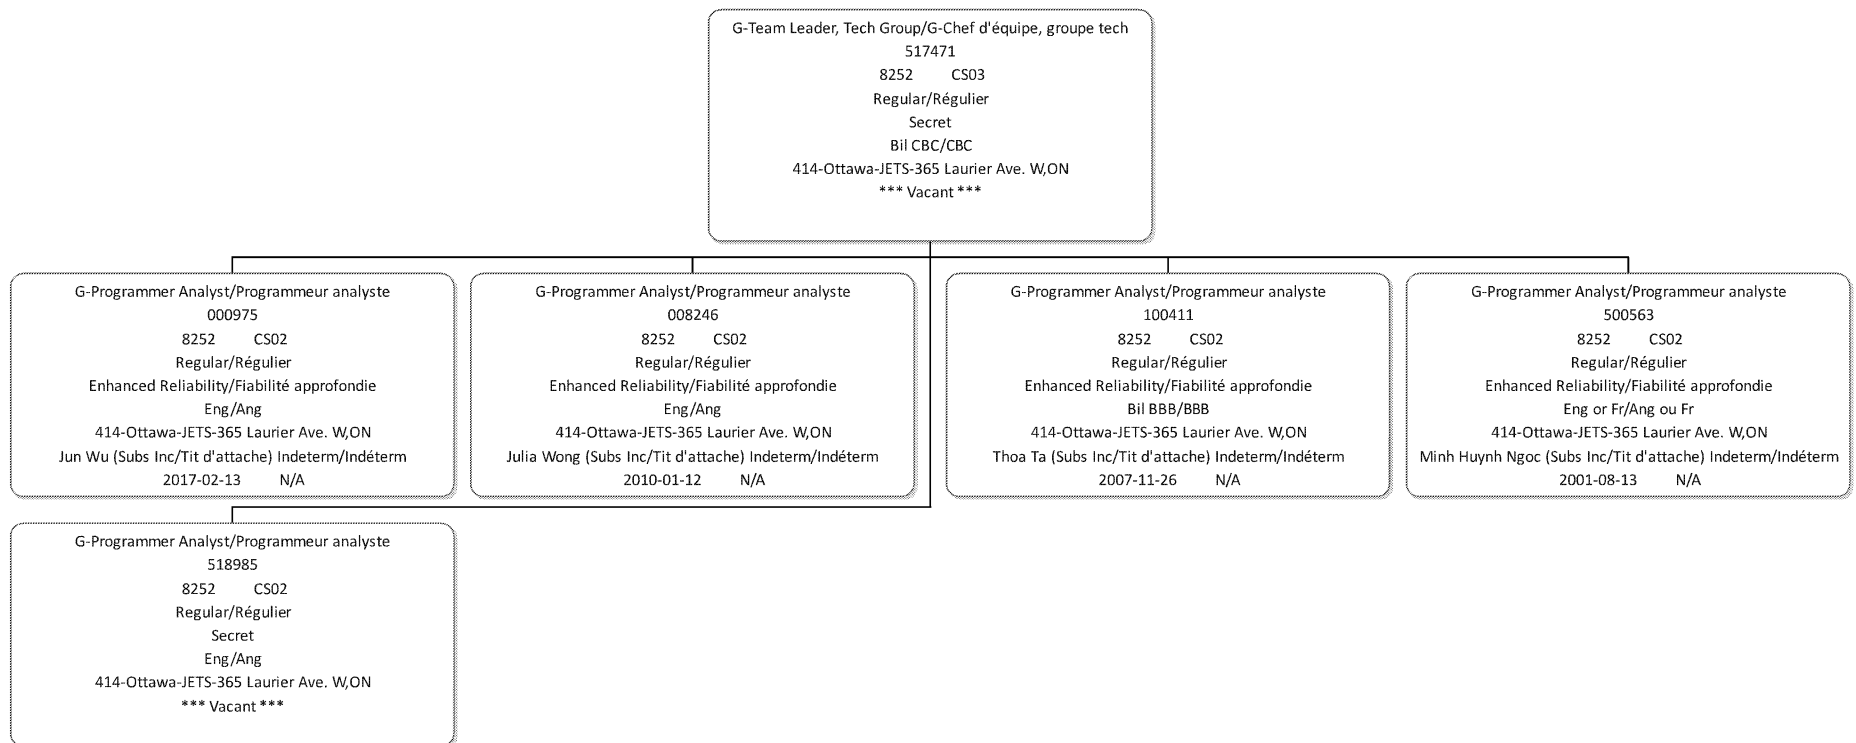 G-Team Leader, Tech Group/G-Chef d'équipe, groupe tech
517471
8252 CS03
Regular/Régulier
Secret
Bil CBC/CBC
414-Ottawa-JETS-365 Laurier Ave. W,ON
*** Vacant ***
G-Programmer Analyst/Programmeur analyste
000975
8252 CS02
Regular/Régulier
Enhanced Reliability/Fiabilité approfondie
Eng/Ang
414-Ottawa-JETS-365 Laurier Ave. W,ON
Jun Wu (Subs Inc/Tit d'attache) Indeterm/Indéterm
2017-02-13 N/A
G-Programmer Analyst/Programmeur analyste
008246
8252 CS02
Regular/Régulier
Enhanced Reliability/Fiabilité approfondie
Eng/Ang
414-Ottawa-JETS-365 Laurier Ave. W,ON
Julia Wong (Subs Inc/Tit d'attache) Indeterm/Indéterm
2010-01-12 N/A
G-Programmer Analyst/Programmeur analyste
100411
8252 CS02
Regular/Régulier
Enhanced Reliability/Fiabilité approfondie
Bil BBB/BBB
414-Ottawa-JETS-365 Laurier Ave. W,ON
Thoa Ta (Subs Inc/Tit d'attache) Indeterm/Indéterm
2007-11-26 N/A
G-Programmer Analyst/Programmeur analyste
500563
8252 CS02
Regular/Régulier
Enhanced Reliability/Fiabilité approfondie
Eng or Fr/Ang ou Fr
414-Ottawa-JETS-365 Laurier Ave. W,ON
Minh Huynh Ngoc (Subs Inc/Tit d'attache) Indeterm/Indéterm
2001-08-13 N/A
G-Programmer Analyst/Programmeur analyste
518985
8252 CS02
Regular/Régulier
Secret
Eng/Ang
414-Ottawa-JETS-365 Laurier Ave. W,ON
*** Vacant ***